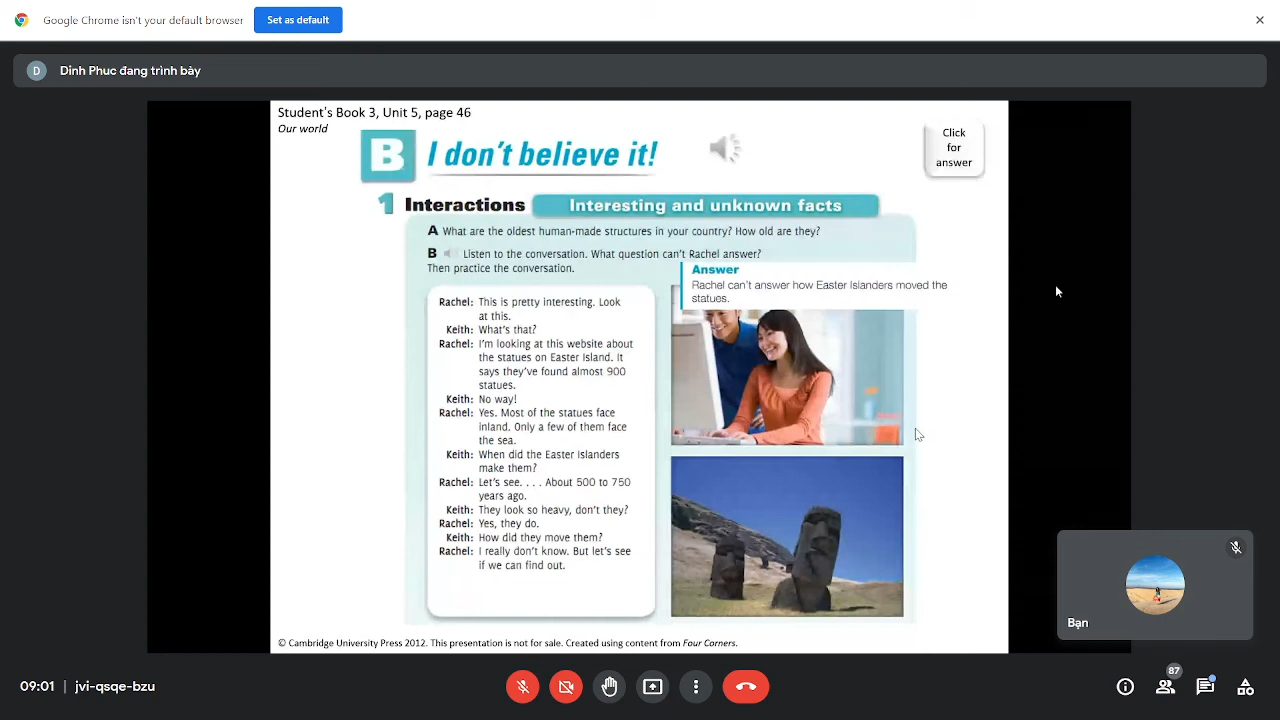 Google Chrome isn't your default browser
Set as default
D
Dinh Phuc đang trình bày
Student's Book 3, Unit 5, page 46
Our world
B
I don't believe it!
Click
for
answer
1 Interactions
Interesting and unknown facts
A What are the oldest human-made structures in your country? How old are they?
B Listen to the conversation. What question can't Rachel answer?
Then practice the conversation.
Answer
Rachel can't answer how Easter Islanders moved the
statues.
Rachel: This is pretty interesting. Look
at this.
Keith: What's that?
Rachel: I'm looking at this website about
the statues on Easter Island. It
says they've found almost 900
statues.
Keith: No way!
Rachel: Yes. Most of the statues face
inland. Only a few of them face
the sea.
Keith: When did the Easter Islanders
make them?
Rachel: Let's see. . . . About 500 to 750
years ago.
Keith: They look so heavy, don't they?
Rachel: Yes, they do.
Keith: How did they move them?
Rachel: I really don't know. But let's see
if we can find out.
© Cambridge University Press 2012. This presentation is not for sale. Created using content from Four Corners.
Bạn
09:01 | jvi-qsqe-bzu
87